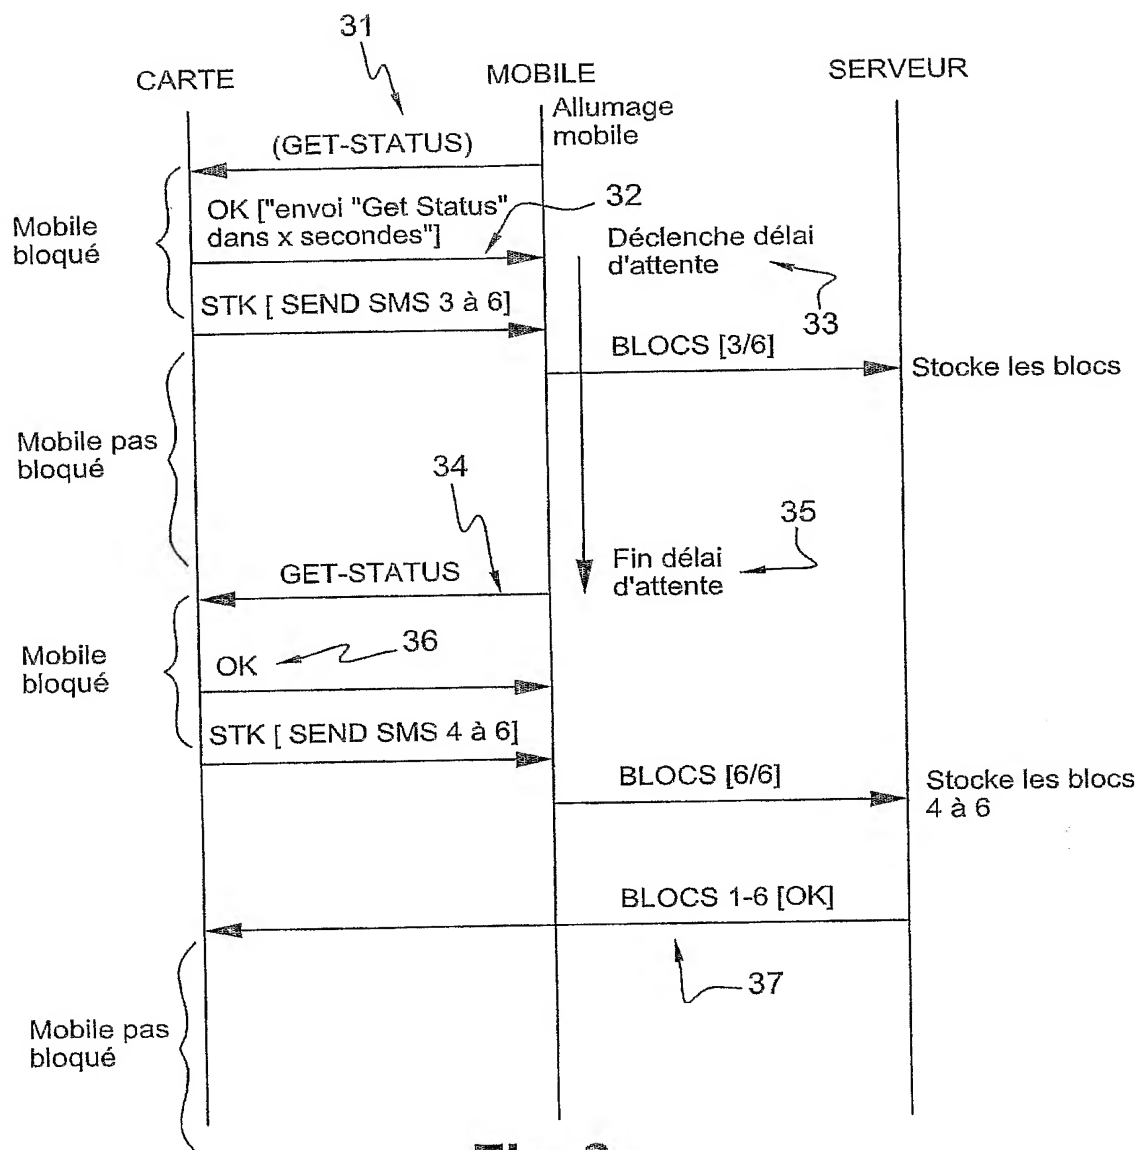 31
CARTE
MOBILE
SERVEUR
Allumage
mobile
(GET-STATUS)
Mobile
bloqué
OK ["envoi "Get Status"
dans x secondes"]
32
Déclenche délai
d'attente
33
STK [ SEND SMS 3 à 6]
BLOCS [3/6]
Stocke les blocs
Mobile pas
bloqué
34
35
Fin délai
d'attente
GET-STATUS
Mobile
bloqué
OK
36
STK [ SEND SMS 4 à 6]
BLOCS [6/6]
Stocke les blocs
4 à 6
BLOCS 1-6 [OK]
37
Mobile pas
bloqué